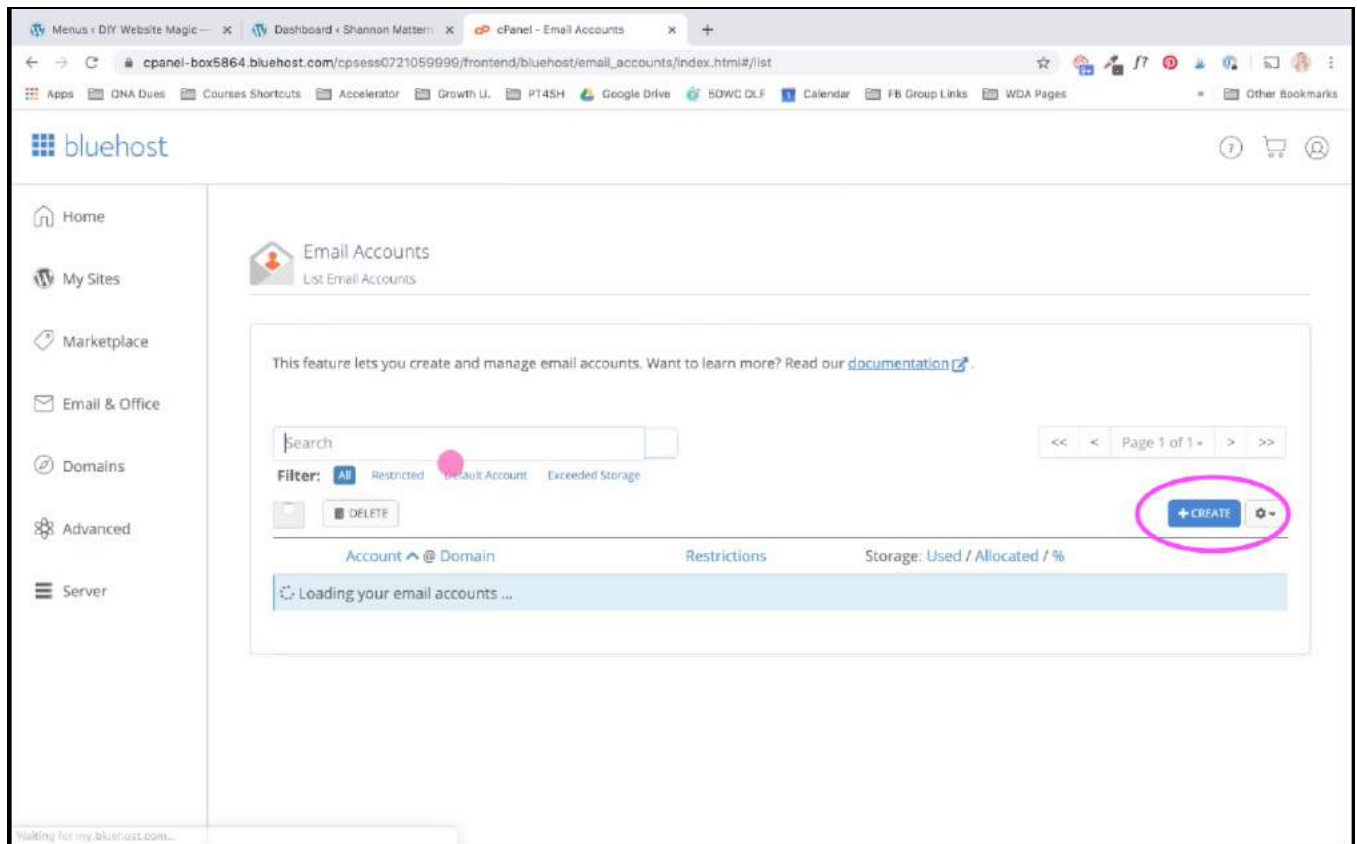 Menus ‹ DIY Website Magic —
Dashboard ‹ Shannon Mattern
cPanel - Email Accounts
cpanel-box5864.bluehost.com/cpsess0721059999/frontend/bluehost/email_accounts/index.html#/list
f?
Apps DNA Dues Courses Shortcuts Accelerator Growth U. PT4SH Google Drive 5DWC DLF Calendar FB Group Links WDA Pages » Other Bookmarks
bluehost
Home
My Sites
Marketplace
Email & Office
Domains
Advanced
Server
Email Accounts
List Email Accounts
This feature lets you create and manage email accounts. Want to learn more? Read our documentation .
Search
<< < Page 1 of 1 > >>
Filter: All Restricted Default Account Exceeded Storage
DELETE
+ CREATE
Account @ Domain Restrictions Storage: Used / Allocated / %
Loading your email accounts ...
Waiting for my.bluehost.com...